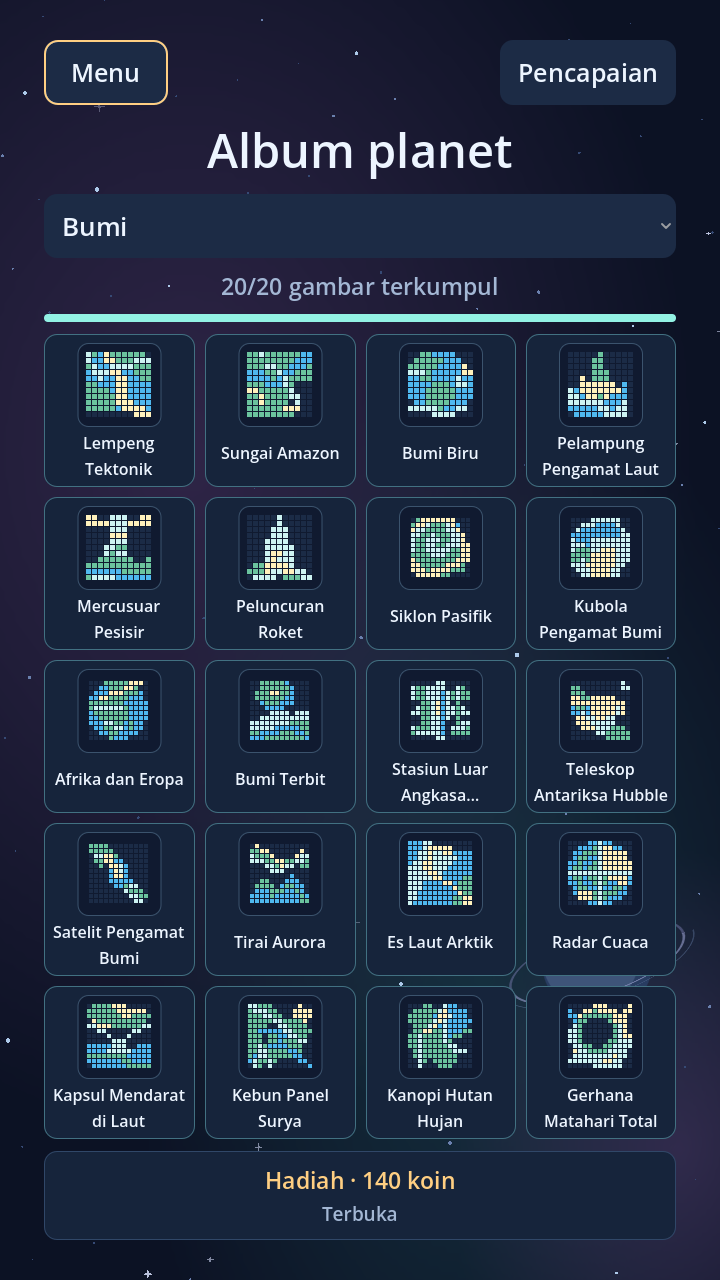 Menu
Pencapaian
Album planet
Bumi
20/20 gambar terkumpul
Lempeng
Tektonik
Sungai Amazon
Bumi Biru
Pelampung
Pengamat Laut
Mercusuar
Pesisir
Peluncuran
Roket
Siklon Pasifik
Kubola
Pengamat Bumi
Afrika dan Eropa
Bumi Terbit
Stasiun Luar
Angkasa...
Teleskop
Antariksa Hubble
Satelit Pengamat
Bumi
Tirai Aurora
Es Laut Arktik
Radar Cuaca
Kapsul Mendarat
di Laut
Kebun Panel
Surya
Kanopi Hutan
Hujan
Gerhana
Matahari Total
Hadiah · 140 koin
Terbuka